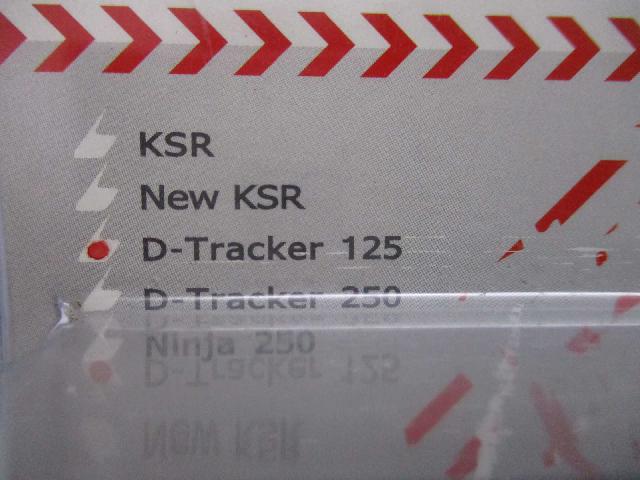 KSR
New KSR
D-Tracker 125
D-Tracker 250
Ninja 250